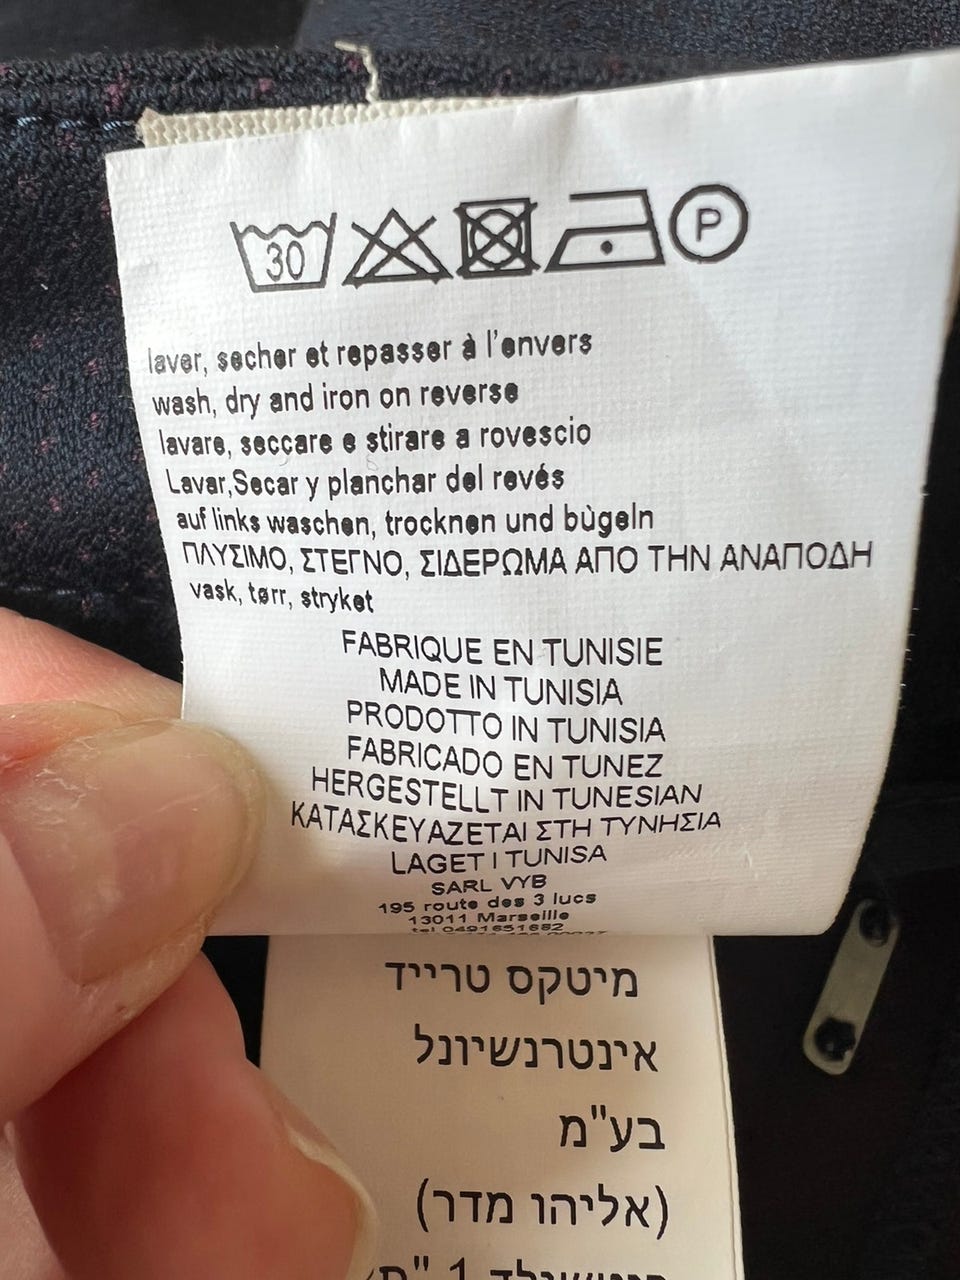 30 P
laver, secher et repasser à l'envers
wash, dry and iron on reverse
lavare, seccare e stirare a rovescio
Lavar,Secar y planchar del revés
auf links waschen, trocknen und bùgeln
ΠΛΥΣΙΜΟ, ΣΤΕΓΝΟ, ΣΙΔΕΡΩΜΑ ΑΠΟ ΤΗΝ ΑΝΑΠΟΔΗ
vask, tørr, stryket
FABRIQUE EN TUNISIE
MADE IN TUNISIA
PRODOTTO IN TUNISIA
FABRICADO EN TUNEZ
HERGESTELLT IN TUNESIAN
ΚΑΤΑΣΚΕΥΑΖΕΤΑΙ ΣΤΗ ΤΥΝΗΣΙΑ
LAGET I TUNISA
SARL VYB
195 route des 3 lucs
13011 Marseille
tel 0491651682
מיטקס טרייד
אינטרנשיונל
בע"מ
(אליהו מדר)